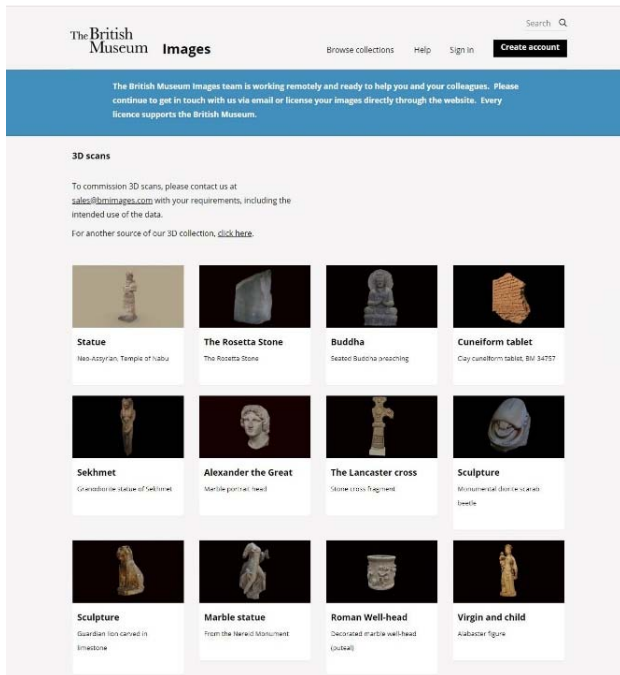 Search
The British
Museum Images
Browse collections Help Sign in Create account
The British Museum Images team is working remotely and ready to help you and your colleagues. Please
continue to get in touch with us via email or license your images directly through the website. Every
licence supports the British Museum.
3D scans
To commission 3D scans, please contact us at
sales@bmimages.com with your requirements, including the
intended use of the data.
For another source of our 3D collection, click here.
Statue
Neo-Assyrian, Temple of Nabu
The Rosetta Stone
The Rosetta Stone
Buddha
Seated Buddha preaching
Cuneiform tablet
Clay cuneiform tablet, BM 34757
Sekhmet
Granodiorite statue of Sekhmet
Alexander the Great
Marble portrait head
The Lancaster cross
Stone cross fragment
Sculpture
Monumental diorite scarab
beetle
Sculpture
Guardian lion carved in
limestone
Marble statue
From the Nereid Monument
Roman Well-head
Decorated marble well-head
(puteal)
Virgin and child
Alabaster figure